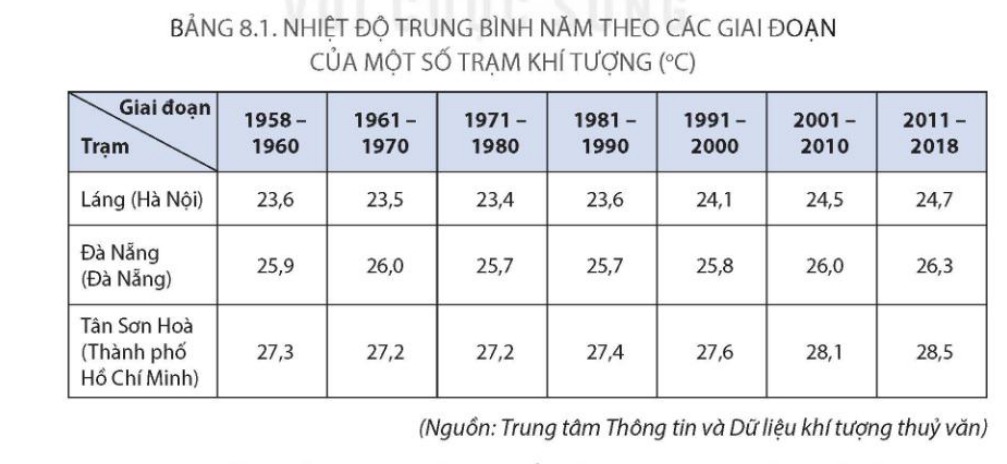 BẢNG 8.1. NHIỆT ĐỘ TRUNG BÌNH NĂM THEO CÁC GIAI ĐOẠN
CỦA MỘT SỐ TRẠM KHÍ TƯỢNG (°C)
Giai đoạn
Trạm
1958 – 1960
1961 – 1970
1971 – 1980
1981 – 1990
1991 – 2000
2001 – 2010
2011 – 2018
Láng (Hà Nội) 23,6 23,5 23,4 23,6 24,1 24,5 24,7
Đà Nẵng
(Đà Nẵng) 25,9 26,0 25,7 25,7 25,8 26,0 26,3
Tân Sơn Hoà
(Thành phố
Hồ Chí Minh) 27,3 27,2 27,2 27,4 27,6 28,1 28,5
(Nguồn: Trung tâm Thông tin và Dữ liệu khí tượng thuỷ văn)